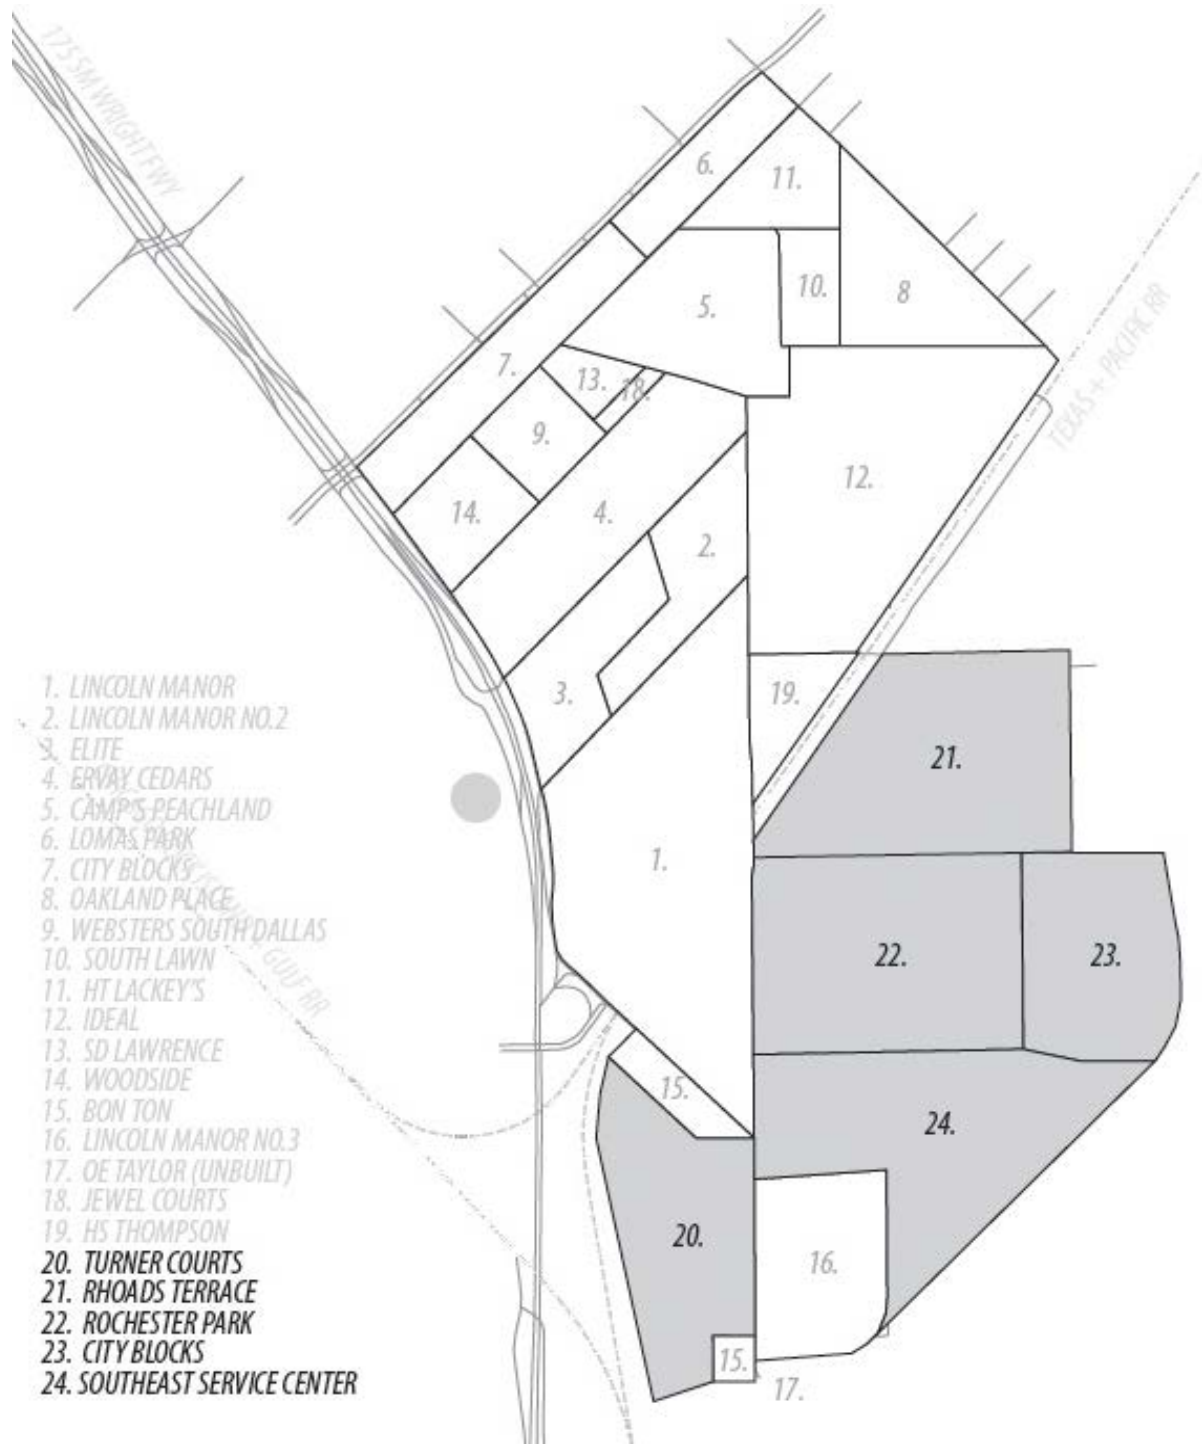 175 SM WRIGHT FWY
6.
11.
10.
8
5.
7.
13.
18.
TEXAS + PACIFIC RR
9.
12.
14.
4.
2.
3.
19.
21.
1.
22.
23.
15.
24.
20.
16.
15.
17.
GULF RR
1. LINCOLN MANOR
2. LINCOLN MANOR NO.2
3. ELITE
4. ERVAY CEDARS
5. CAMP'S PEACHLAND
6. LOMAS PARK
7. CITY BLOCKS
8. OAKLAND PLACE
9. WEBSTERS SOUTH DALLAS
10. SOUTH LAWN
11. HT LACKEY'S
12. IDEAL
13. SD LAWRENCE
14. WOODSIDE
15. BON TON
16. LINCOLN MANOR NO.3
17. OE TAYLOR (UNBUILT)
18. JEWEL COURTS
19. HS THOMPSON
20. TURNER COURTS
21. RHOADS TERRACE
22. ROCHESTER PARK
23. CITY BLOCKS
24. SOUTHEAST SERVICE CENTER